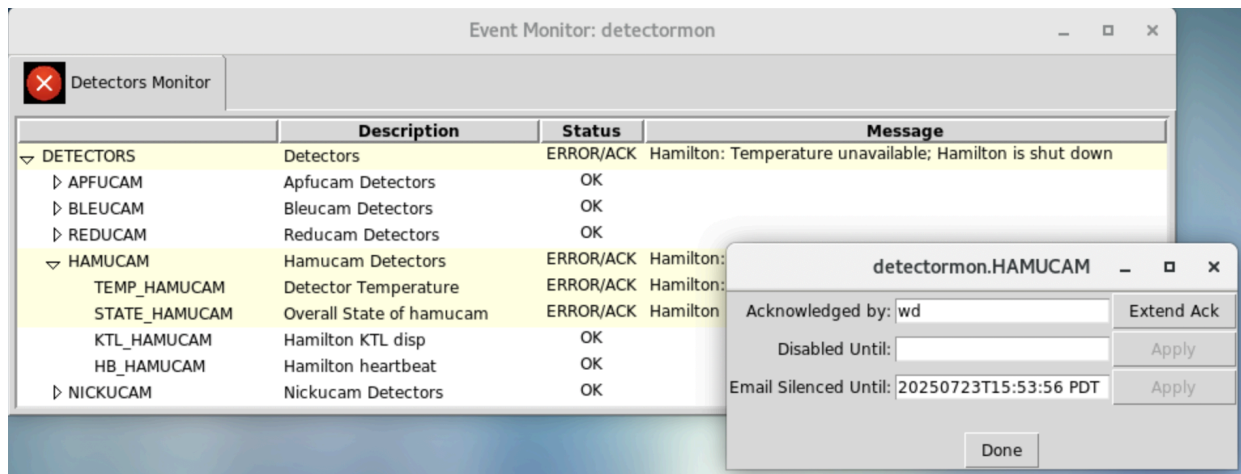 Event Monitor: detectormon
Detectors Monitor
Description Status Message
DETECTORS Detectors ERROR/ACK Hamilton: Temperature unavailable; Hamilton is shut down
APFUCAM Apfucam Detectors OK
BLEUCAM Bleucam Detectors OK
REDUCAM Reducam Detectors OK
HAMUCAM Hamucam Detectors ERROR/ACK Hamilton:
TEMP_HAMUCAM Detector Temperature ERROR/ACK Hamilton:
STATE_HAMUCAM Overall State of hamucam ERROR/ACK Hamilton
KTL_HAMUCAM Hamilton KTL disp OK
HB_HAMUCAM Hamilton heartbeat OK
NICKUCAM Nickucam Detectors OK
detectormon.HAMUCAM
Acknowledged by: wd Extend Ack
Disabled Until: Apply
Email Silenced Until: 20250723T15:53:56 PDT Apply
Done